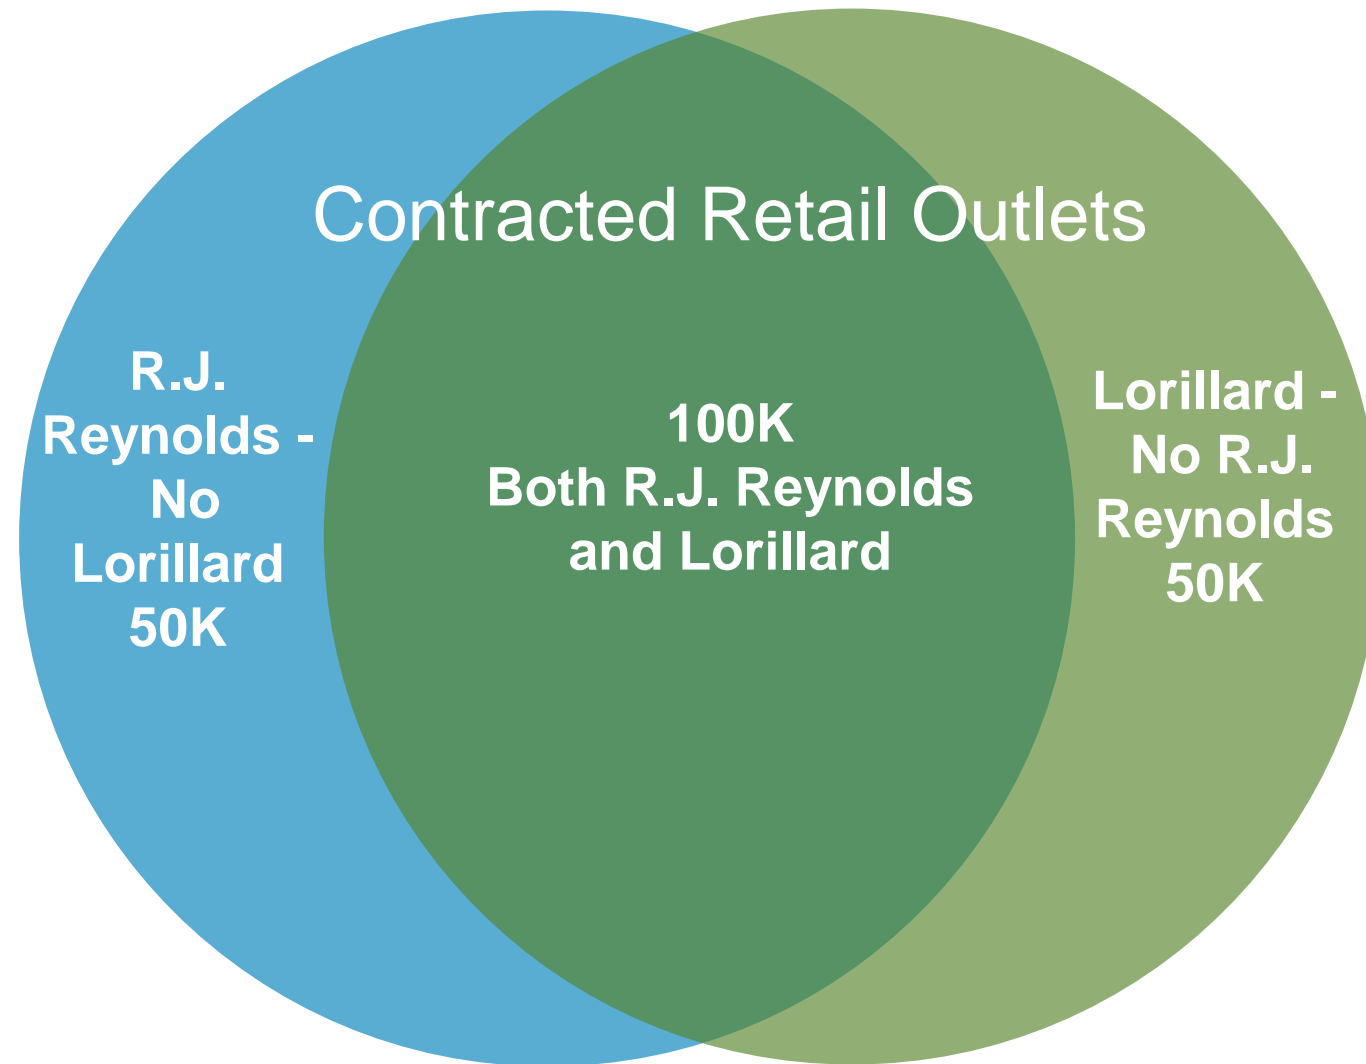 Contracted Retail Outlets
R.J.
Reynolds -
No
Lorillard
50K
100K
Both R.J. Reynolds
and Lorillard
Lorillard -
No R.J.
Reynolds
50K